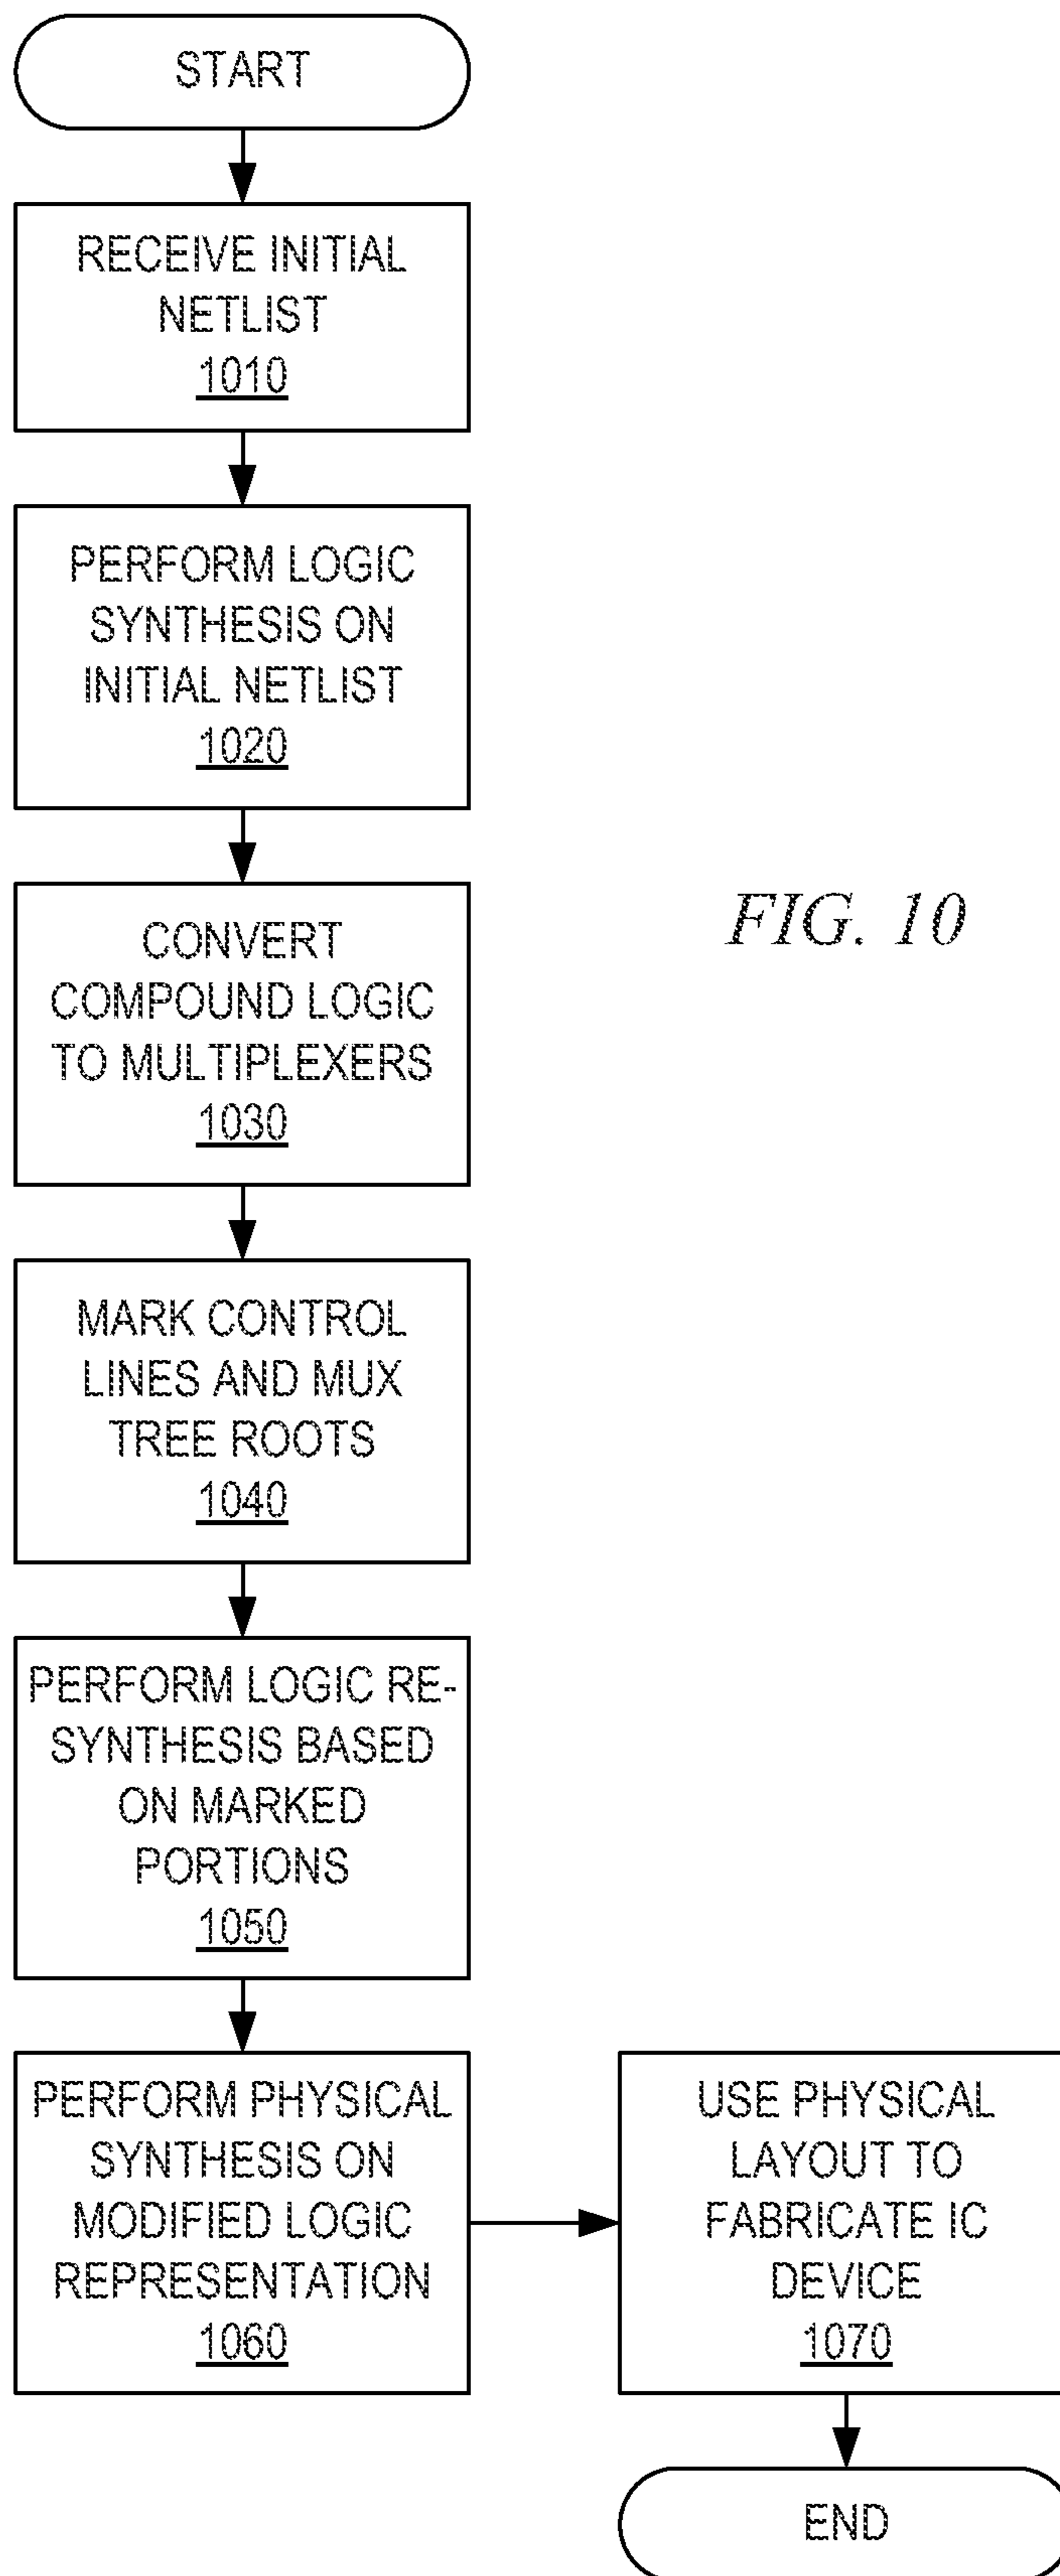 START
RECEIVE INITIAL
NETLIST
1010
PERFORM LOGIC
SYNTHESIS ON
INITIAL NETLIST
1020
CONVERT
COMPOUND LOGIC
TO MULTIPLEXERS
1030
FIG. 10
MARK CONTROL
LINES AND MUX
TREE ROOTS
1040
PERFORM LOGIC RE-
SYNTHESIS BASED
ON MARKED
PORTIONS
1050
PERFORM PHYSICAL
SYNTHESIS ON
MODIFIED LOGIC
REPRESENTATION
1060
USE PHYSICAL
LAYOUT TO
FABRICATE IC
DEVICE
1070
END